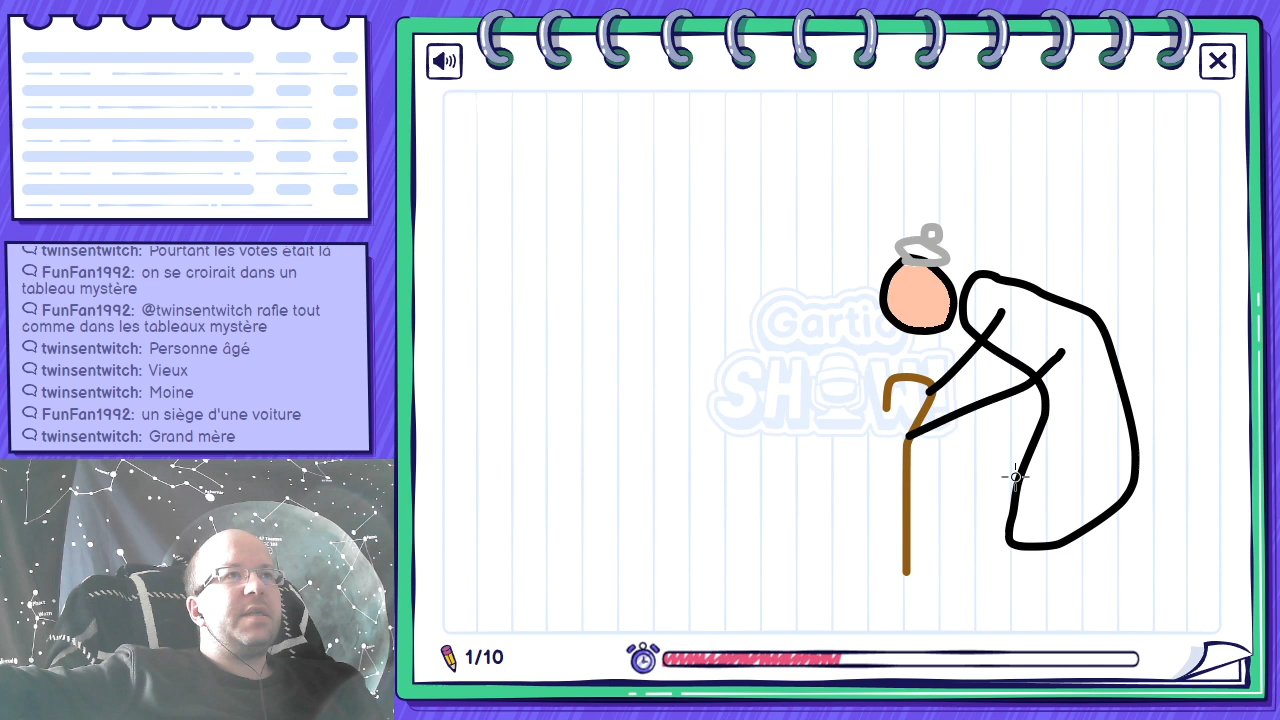 twinsentwitch: Pourtant les votes était là
FunFan1992: on se croirait dans un
tableau mystère
FunFan1992: @twinsentwitch rafle tout
comme dans les tableaux mystère
twinsentwitch: Personne âgé
twinsentwitch: Vieux
twinsentwitch: Moine
FunFan1992: un siège d'une voiture
twinsentwitch: Grand mère
Gartic
SHOW
1/10